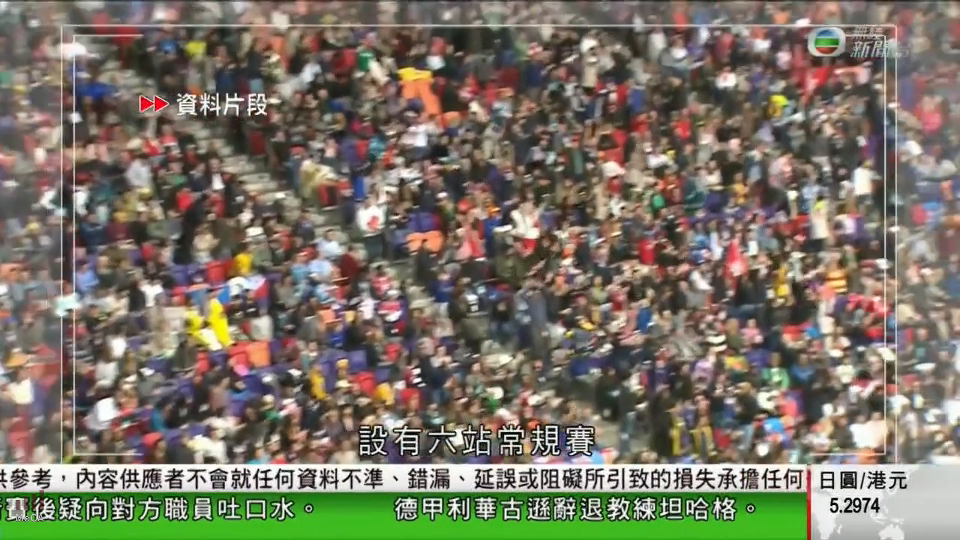 無綫
新聞
資料片段
設有六站常規賽
供參考，內容供應者不會就任何資料不準、錯漏、延誤或阻礙所引致的損失承擔任何
日圓/港元
5.2974
賽後疑向對方職員吐口水。 德甲利華古遜辭退教練坦哈格。